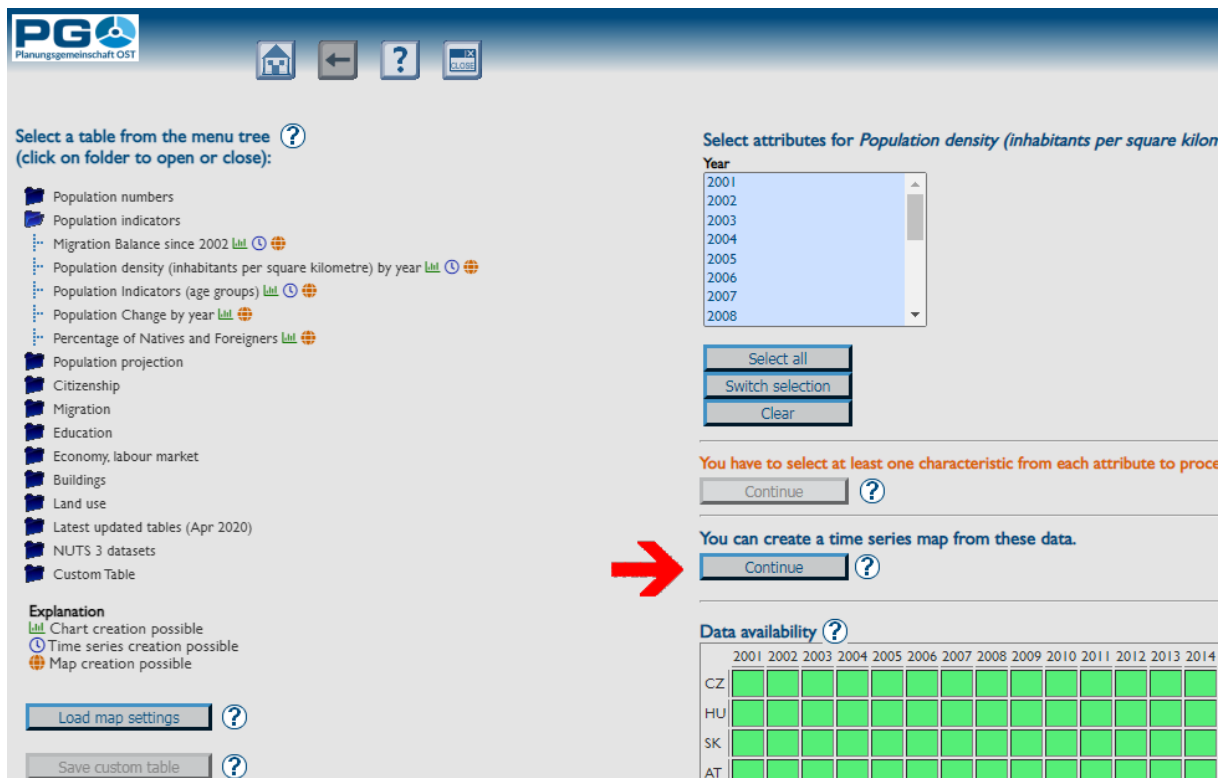 PGO
Planungsgemeinschaft OST
?
X
CLOSE
Select a table from the menu tree ?
(click on folder to open or close):
Population numbers
Population indicators
Migration Balance since 2002
Population density (inhabitants per square kilometre) by year
Population Indicators (age groups)
Population Change by year
Percentage of Natives and Foreigners
Population projection
Citizenship
Migration
Education
Economy, labour market
Buildings
Land use
Latest updated tables (Apr 2020)
NUTS 3 datasets
Custom Table
Explanation
Chart creation possible
Time series creation possible
Map creation possible
Load map settings ?
Save custom table ?
Select attributes for Population density (inhabitants per square kilom
Year
2001
2002
2003
2004
2005
2006
2007
2008
Select all
Switch selection
Clear
You have to select at least one characteristic from each attribute to proce
Continue ?
You can create a time series map from these data.
Continue ?
Data availability ?
2001 2002 2003 2004 2005 2006 2007 2008 2009 2010 2011 2012 2013 2014
CZ
HU
SK
AT